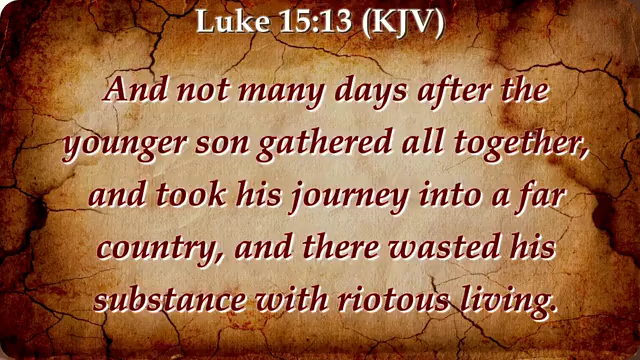 Luke 15:13 (KJV)
And not many days after the
younger son gathered all together,
and took his journey into a far
country, and there wasted his
substance with riotous living.